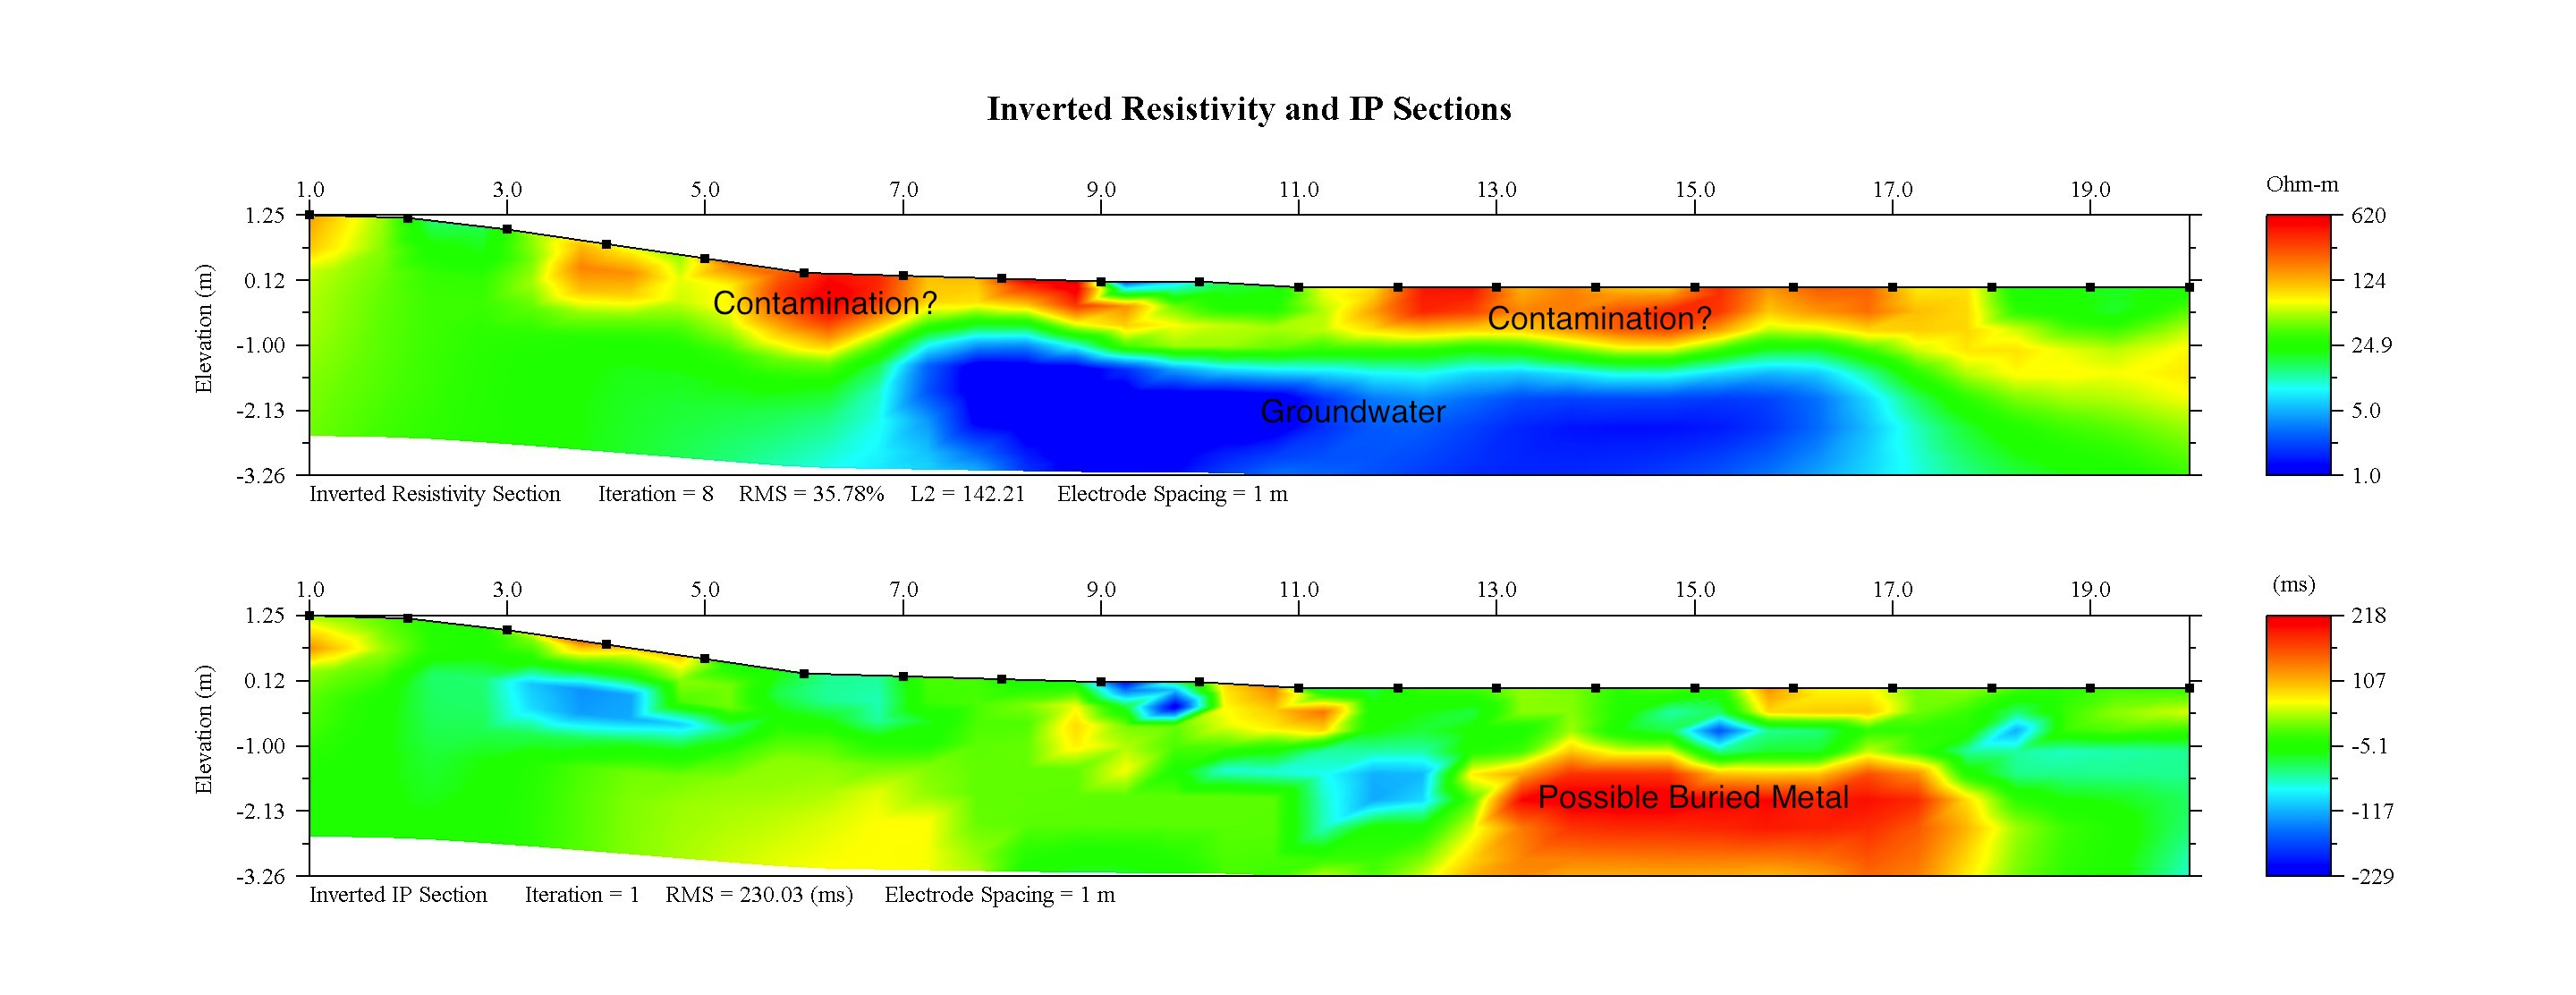 Inverted Resistivity and IP Sections
1.0 3.0 5.0 7.0 9.0 11.0 13.0 15.0 17.0 19.0
Ohm-m
Elevation (m)
1.25
0.12
-1.00
-2.13
-3.26
Contamination?
Contamination?
Groundwater
620
124
24.9
5.0
1.0
Inverted Resistivity Section Iteration = 8 RMS = 35.78% L2 = 142.21 Electrode Spacing = 1 m
1.0 3.0 5.0 7.0 9.0 11.0 13.0 15.0 17.0 19.0
(ms)
Elevation (m)
1.25
0.12
-1.00
-2.13
-3.26
Possible Buried Metal
218
107
-5.1
-117
-229
Inverted IP Section Iteration = 1 RMS = 230.03 (ms) Electrode Spacing = 1 m